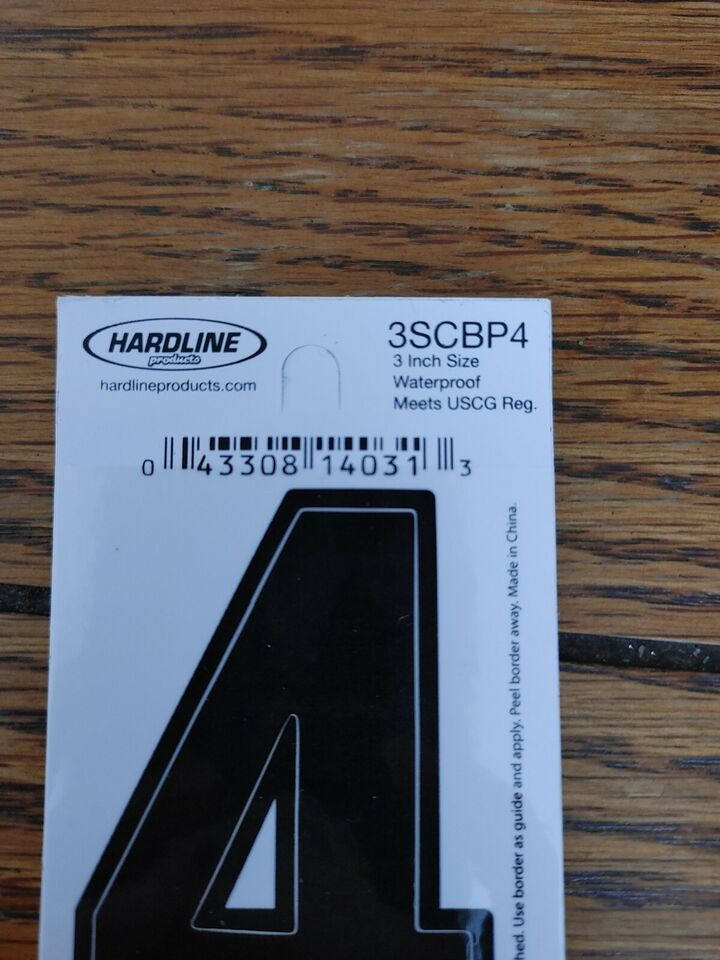 HARDLINE
products
hardlineproducts.com
3SCBP4
3 Inch Size
Waterproof
Meets USCG Reg.
0 43308 14031 3
4
Use border as guide and apply. Peel border away. Made in China.